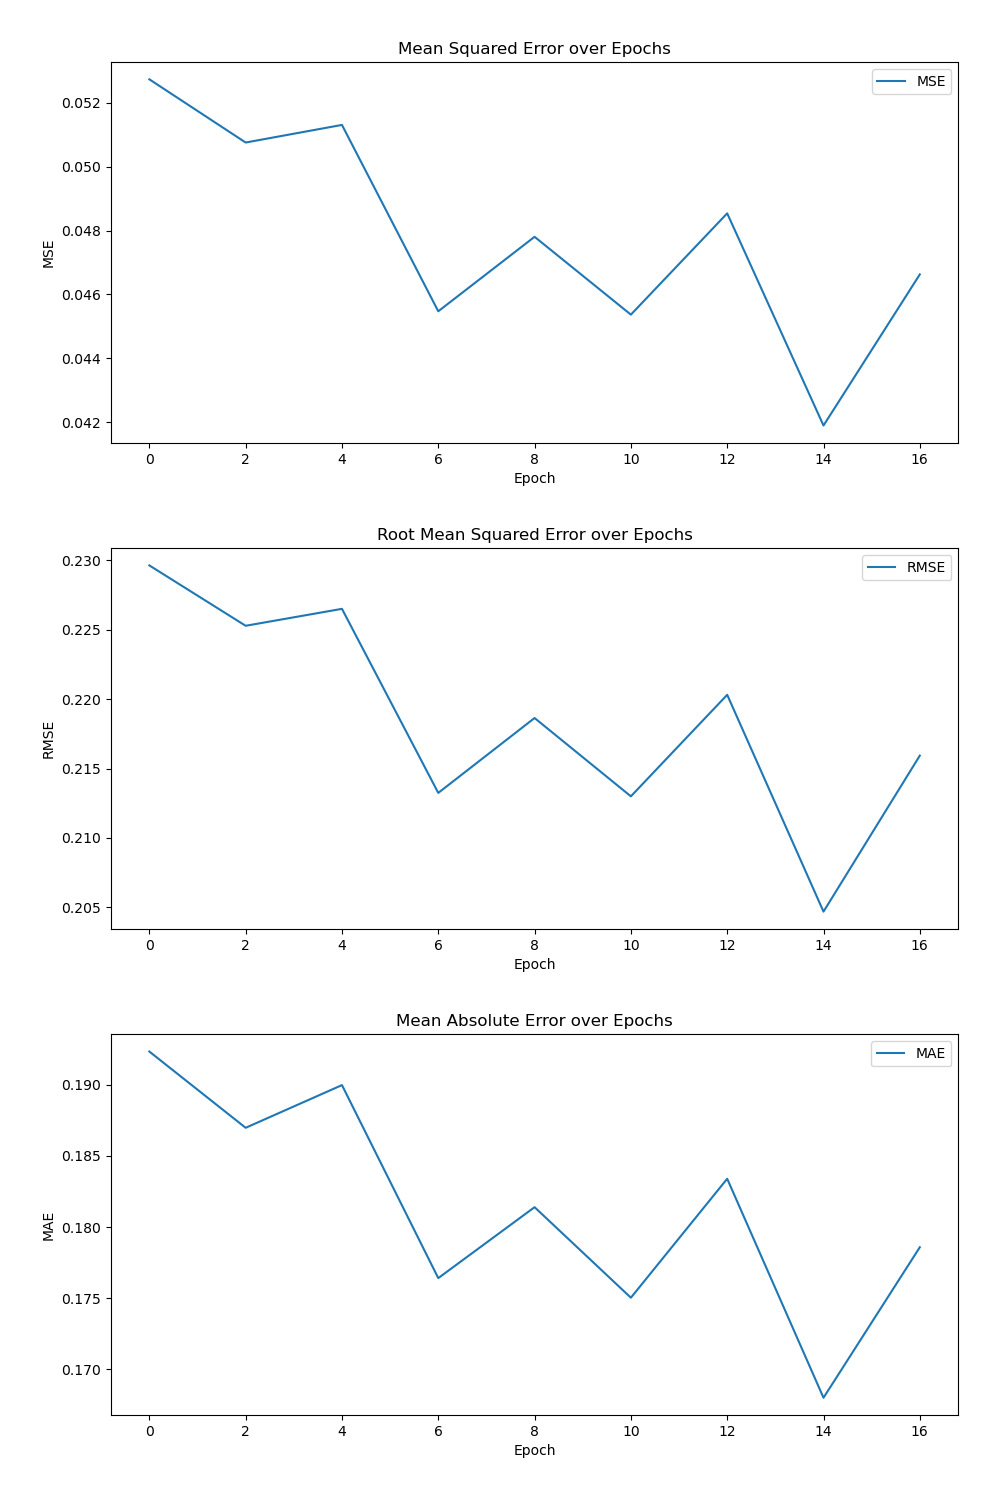 Mean Squared Error over Epochs
MSE
0.052
0.050
0.048
0.046
0.044
0.042
MSE
0 2 4 6 8 10 12 14 16
Epoch
Root Mean Squared Error over Epochs
RMSE
0.230
0.225
0.220
0.215
0.210
0.205
RMSE
0 2 4 6 8 10 12 14 16
Epoch
Mean Absolute Error over Epochs
MAE
0.190
0.185
0.180
0.175
0.170
MAE
0 2 4 6 8 10 12 14 16
Epoch